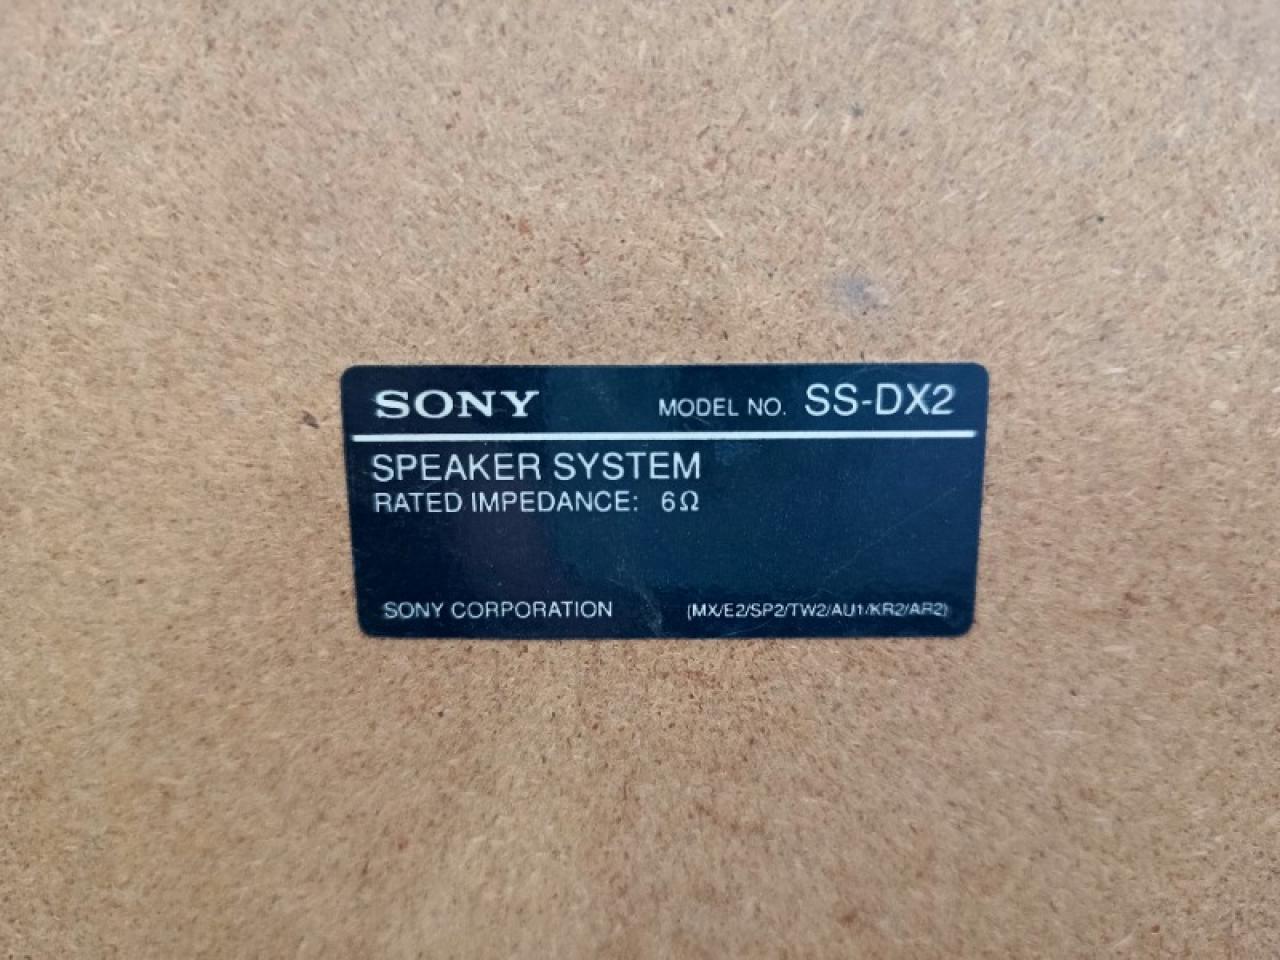 SONY MODEL NO. SS-DX2
SPEAKER SYSTEM
RATED IMPEDANCE: 6Ω
SONY CORPORATION (MX/E2/SP2/TW2/AU1/KR2/AR2)